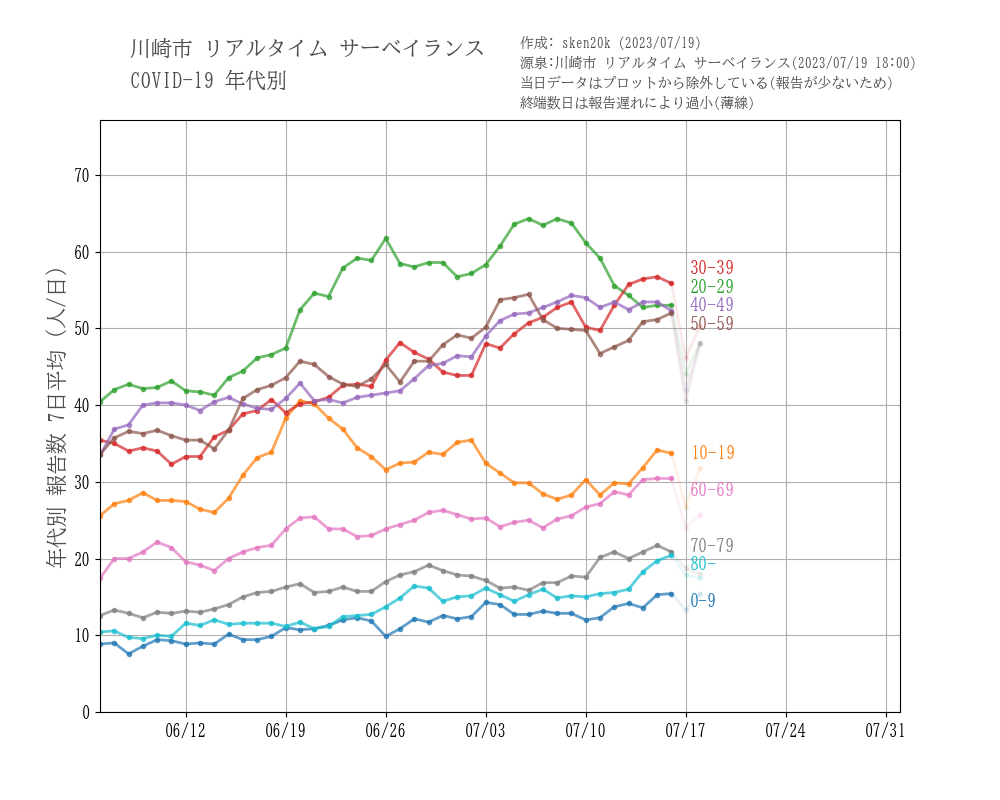 川崎市 リアルタイム サーベイランス
COVID-19 年代別
作成: sken20k (2023/07/19)
源泉:川崎市 リアルタイム サーベイランス(2023/07/19 18:00)
当日データはプロットから除外している(報告が少ないため)
終端数日は報告遅れにより過小(薄線)
年代別 報告数 7日平均 (人/日)
70
60
50
40
30
20
10
0
30-39
20-29
40-49
50-59
10-19
60-69
70-79
80-
0-9
06/12 06/19 06/26 07/03 07/10 07/17 07/24 07/31